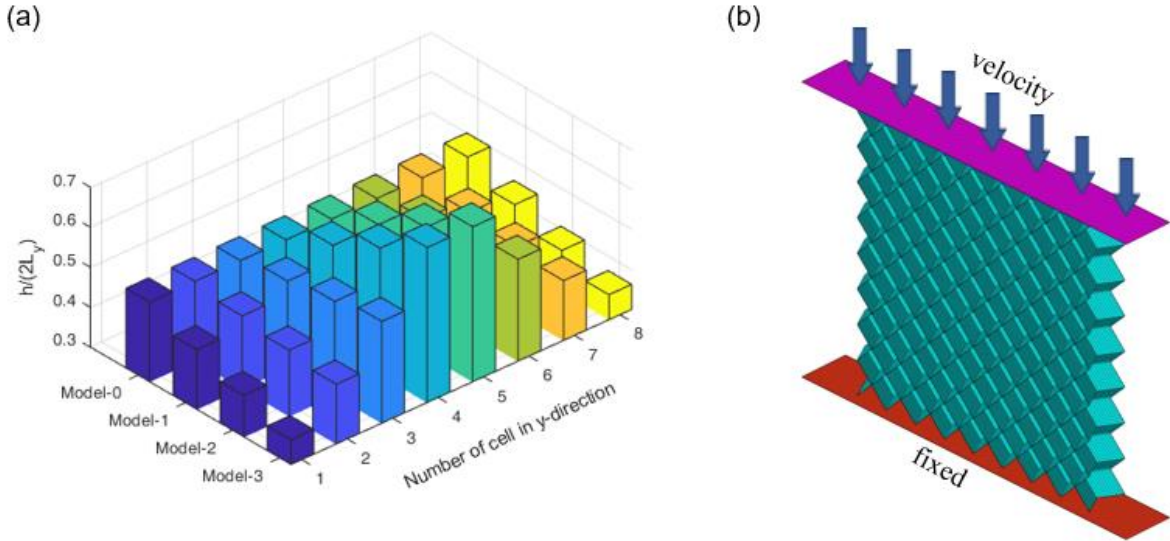 (a)
(b)
0.7
0.6
0.5
0.4
0.3
h/(2L_y)
Model-0
Model-1
Model-2
Model-3
1
2
3
4
5
6
7
8
Number of cell in y-direction
velocity
fixed